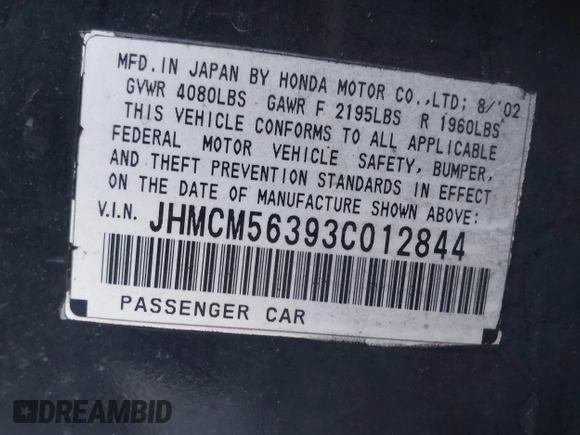 MFD. IN JAPAN BY HONDA MOTOR CO.,LTD; 8/'02
GVWR 4080LBS GAWR F 2195LBS R 1960LBS
THIS VEHICLE CONFORMS TO ALL APPLICABLE
FEDERAL MOTOR VEHICLE SAFETY, BUMPER,
AND THEFT PREVENTION STANDARDS IN EFFECT
ON THE DATE OF MANUFACTURE SHOWN ABOVE:
V.I.N. JHMCM56393C012844
PASSENGER CAR
DREAMBID